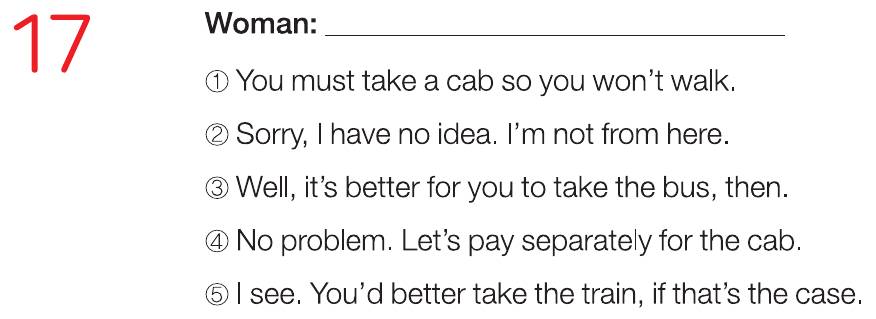 17
Woman: ______________________________
① You must take a cab so you won't walk.
② Sorry, I have no idea. I'm not from here.
③ Well, it's better for you to take the bus, then.
④ No problem. Let's pay separately for the cab.
⑤ I see. You'd better take the train, if that's the case.